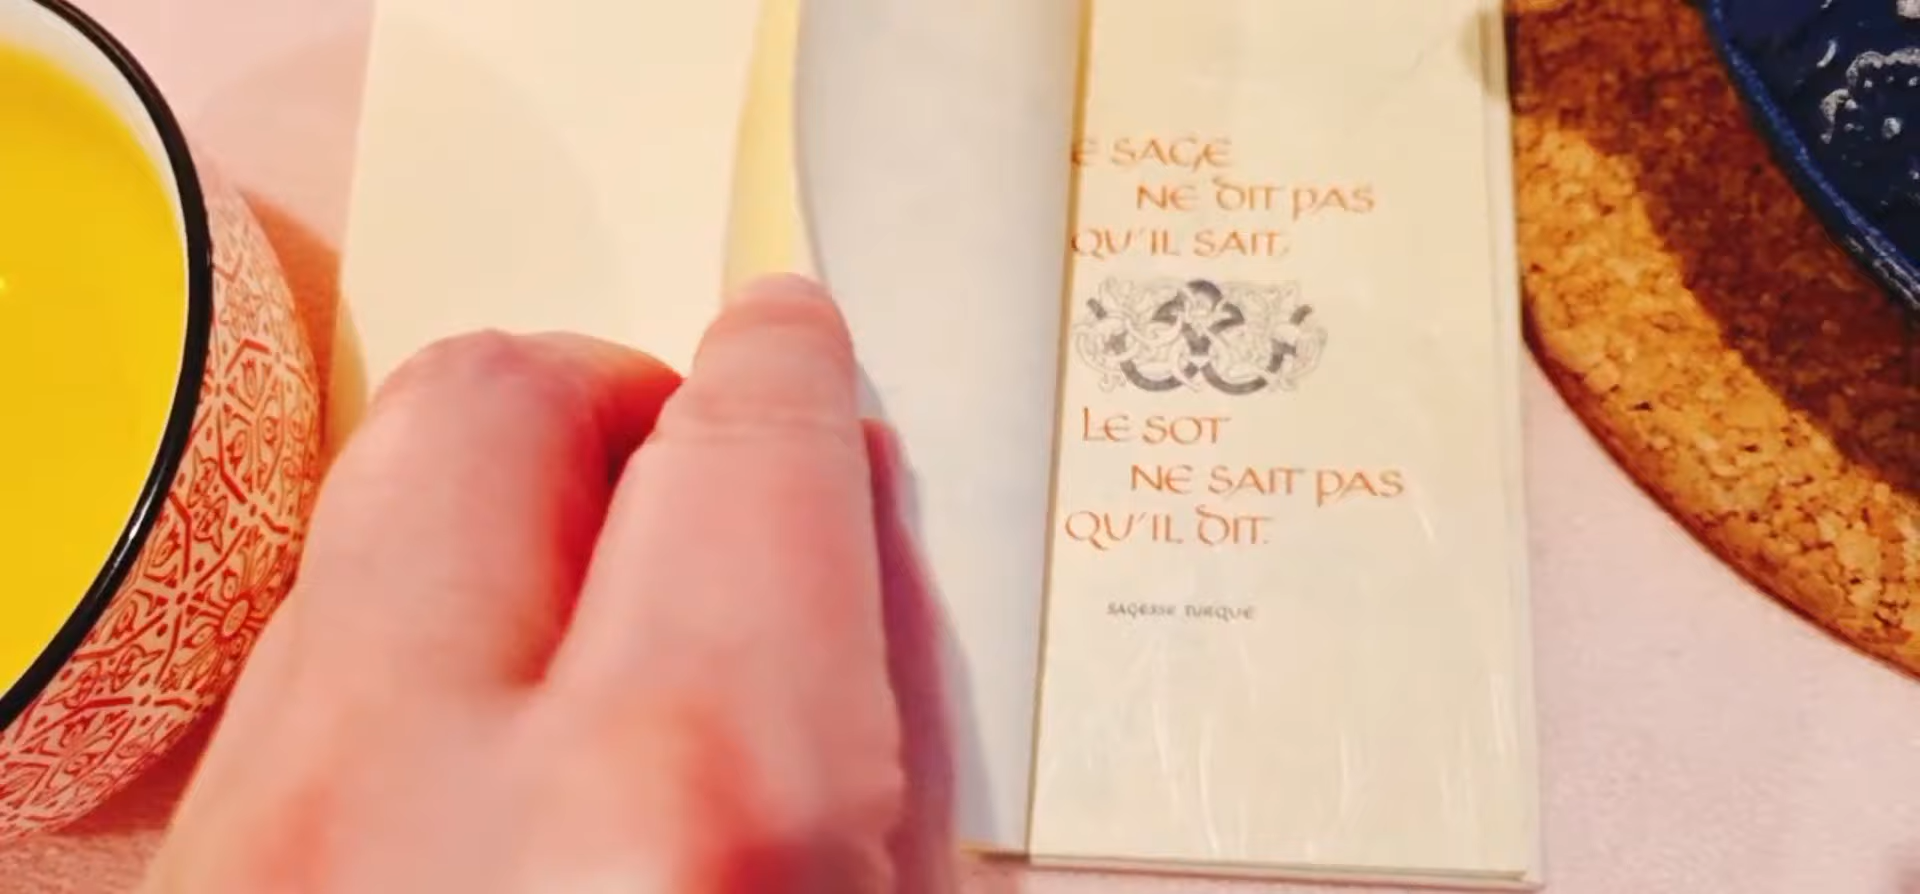 E SAGE
NE DIT PAS
QU'IL SAIT,
LE SOT
NE SAIT PAS
QU'IL DIT.
SAGESSE TURQUE